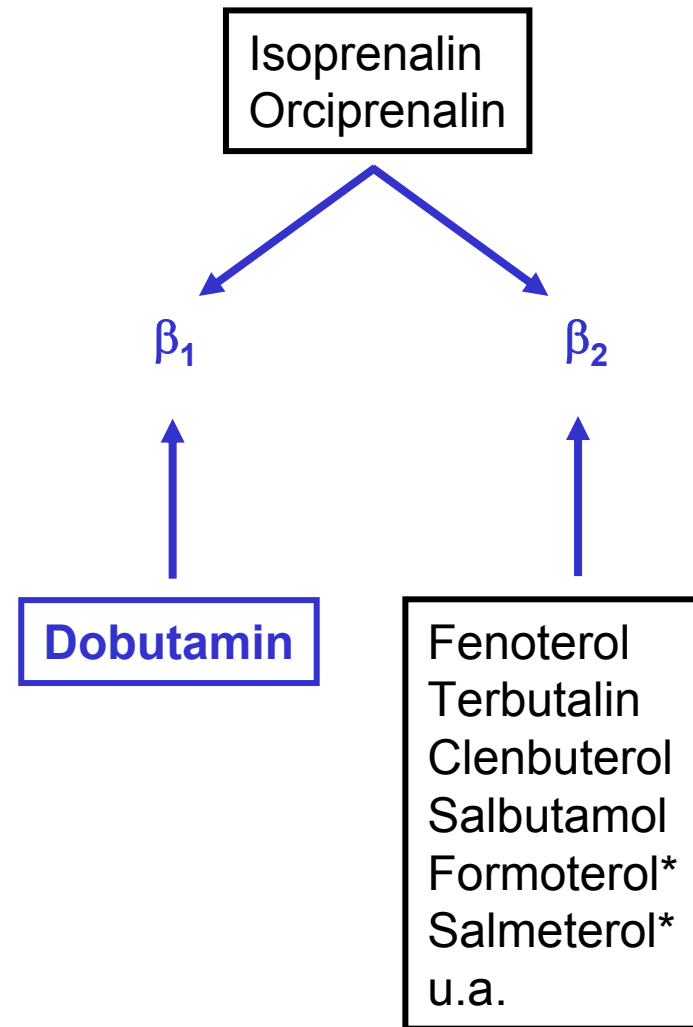 Isoprenalin
Orciprenalin
β₁
β₂
Dobutamin
Fenoterol
Terbutalin
Clenbuterol
Salbutamol
Formoterol*
Salmeterol*
u.a.